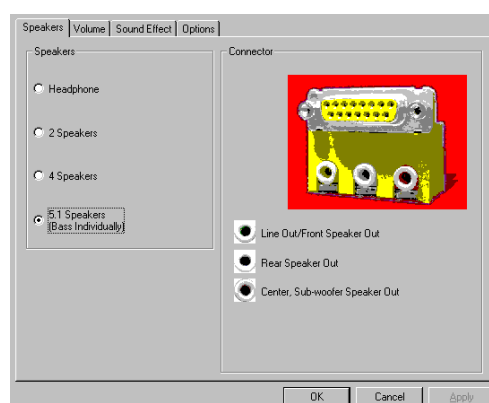 Speakers Volume Sound Effect Options
Speakers
Headphone
2 Speakers
4 Speakers
5.1 Speakers
(Bass Individually)
Connector
Line Out/Front Speaker Out
Rear Speaker Out
Center, Sub-woofer Speaker Out
OK Cancel Apply